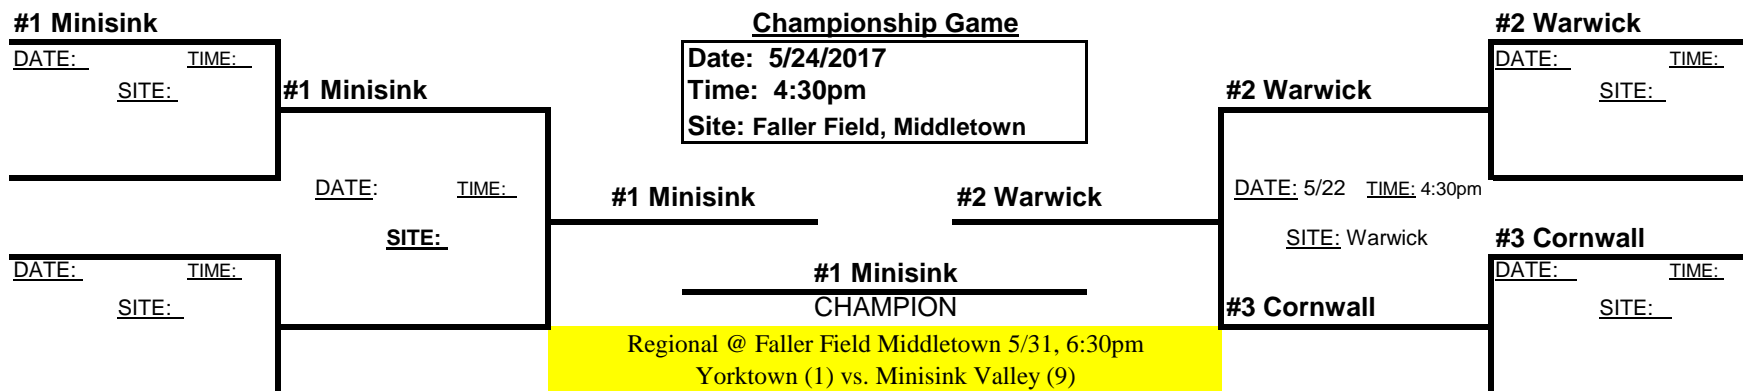 #1 Minisink
Championship Game
#2 Warwick
DATE: TIME:
SITE:
#1 Minisink
Date: 5/24/2017
Time: 4:30pm
Site: Faller Field, Middletown
#2 Warwick
DATE: TIME:
SITE:
DATE: TIME:
SITE:
#1 Minisink
#2 Warwick
DATE: 5/22 TIME: 4:30pm
SITE: Warwick
#3 Cornwall
DATE: TIME:
SITE:
#1 Minisink
CHAMPION
#3 Cornwall
DATE: TIME:
SITE:
Regional @ Faller Field Middletown 5/31, 6:30pm
Yorktown (1) vs. Minisink Valley (9)